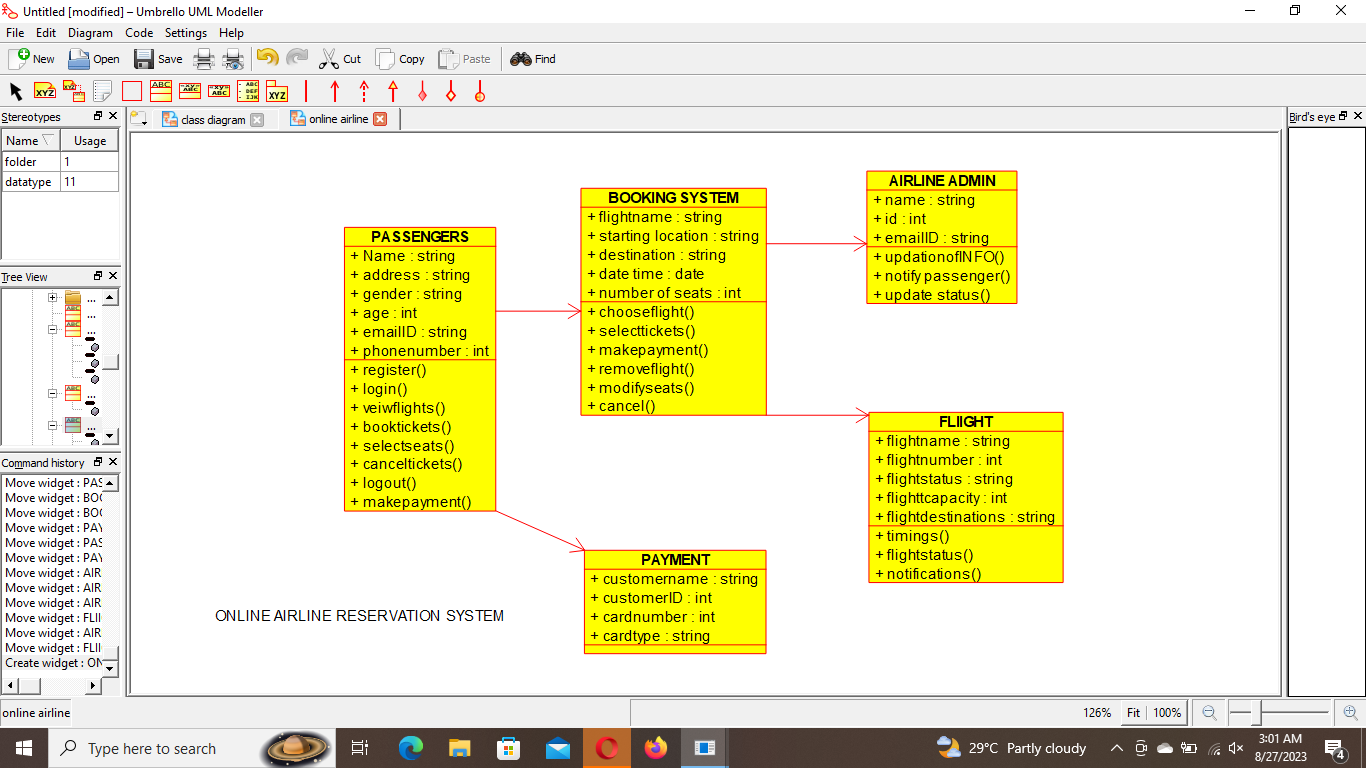 Untitled [modified] – Umbrello UML Modeller
File Edit Diagram Code Settings Help
New Open Save Cut Copy Paste Find
Stereotypes
Name Usage
folder 1
datatype 11
Tree View
Command history
Move widget : PAS
Move widget : BOO
Move widget : BOO
Move widget : PAY
Move widget : PAS
Move widget : PAY
Move widget : AIR
Move widget : AIR
Move widget : AIR
Move widget : FLII
Move widget : AIR
Move widget : FLII
Create widget : ON
class diagram
online airline
Bird's eye
PASSENGERS
+ Name : string
+ address : string
+ gender : string
+ age : int
+ emailID : string
+ phonenumber : int
+ register()
+ login()
+ veiwflights()
+ booktickets()
+ selectseats()
+ canceltickets()
+ logout()
+ makepayment()
BOOKING SYSTEM
+ flightname : string
+ starting location : string
+ destination : string
+ date time : date
+ number of seats : int
+ chooseflight()
+ selecttickets()
+ makepayment()
+ removeflight()
+ modifyseats()
+ cancel()
AIRLINE ADMIN
+ name : string
+ id : int
+ emailID : string
+ updationofINFO()
+ notify passenger()
+ update status()
FLIIGHT
+ flightname : string
+ flightnumber : int
+ flightstatus : string
+ flighttcapacity : int
+ flightdestinations : string
+ timings()
+ flightstatus()
+ notifications()
PAYMENT
+ customername : string
+ customerID : int
+ cardnumber : int
+ cardtype : string
ONLINE AIRLINE RESERVATION SYSTEM
online airline
126% Fit 100%
Type here to search
29°C Partly cloudy
3:01 AM
8/27/2023
4